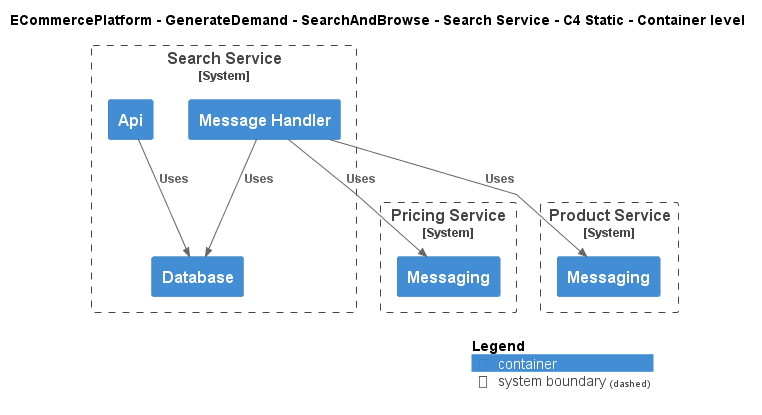 ECommercePlatform - GenerateDemand - SearchAndBrowse - Search Service - C4 Static - Container level
Search Service
[System]
Api
Message Handler
Uses
Uses
Uses
Uses
Pricing Service
[System]
Product Service
[System]
Database
Messaging
Messaging
Legend
container
system boundary (dashed)